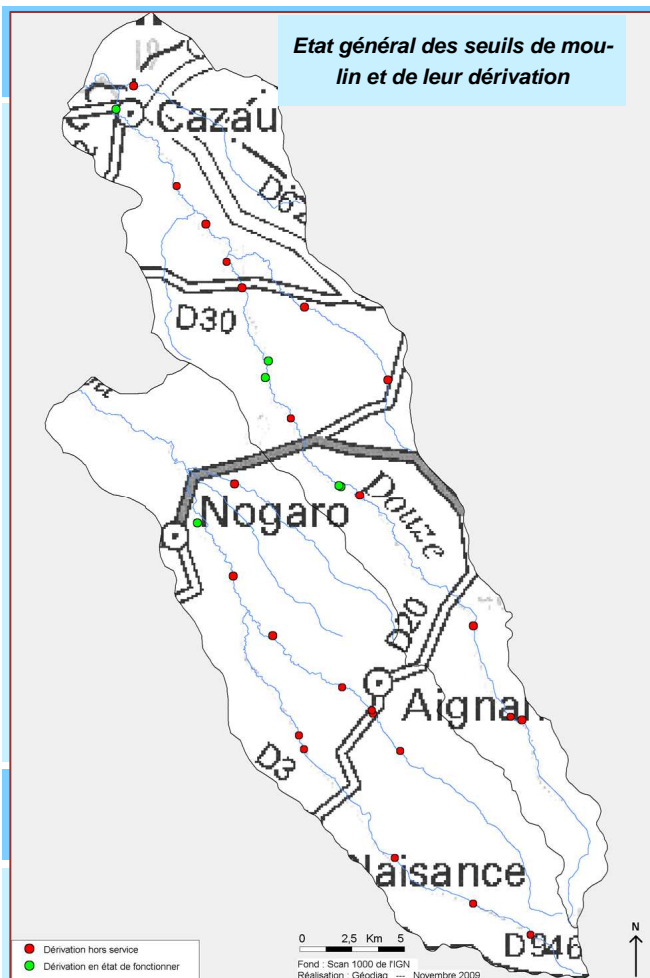 Etat général des seuils de mou-
lin et de leur dérivation
Cazau
D62
D30
Nogaro
Douze
D20
Aignan
D3
laisance
D946
0 2,5 Km 5
N
Dérivation hors service
Dérivation en état de fonctionner
Fond : Scan 1000 de l'IGN
Réalisation : Géodiag --- Novembre 2009